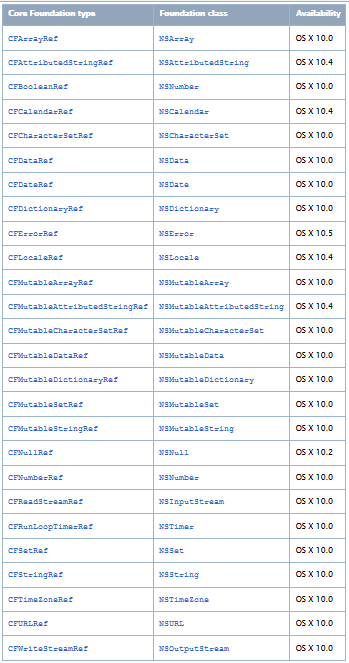 Core Foundation type Foundation class Availability
CFArrayRef NSArray OS X 10.0
CFAttributedStringRef NSAttributedString OS X 10.4
CFBooleanRef NSNumber OS X 10.0
CFCalendarRef NSCalendar OS X 10.4
CFCharacterSetRef NSCharacterSet OS X 10.0
CFDataRef NSData OS X 10.0
CFDateRef NSDate OS X 10.0
CFDictionaryRef NSDictionary OS X 10.0
CFErrorRef NSError OS X 10.5
CFLocaleRef NSLocale OS X 10.4
CFMutableArrayRef NSMutableArray OS X 10.0
CFMutableAttributedStringRef NSMutableAttributedString OS X 10.4
CFMutableCharacterSetRef NSMutableCharacterSet OS X 10.0
CFMutableDataRef NSMutableData OS X 10.0
CFMutableDictionaryRef NSMutableDictionary OS X 10.0
CFMutableSetRef NSMutableSet OS X 10.0
CFMutableStringRef NSMutableString OS X 10.0
CFNullRef NSNull OS X 10.2
CFNumberRef NSNumber OS X 10.0
CFReadStreamRef NSInputStream OS X 10.0
CFRunLoopTimerRef NSTimer OS X 10.0
CFSetRef NSSet OS X 10.0
CFStringRef NSString OS X 10.0
CFTimeZoneRef NSTimeZone OS X 10.0
CFURLRef NSURL OS X 10.0
CFWriteStreamRef NSOutputStream OS X 10.0